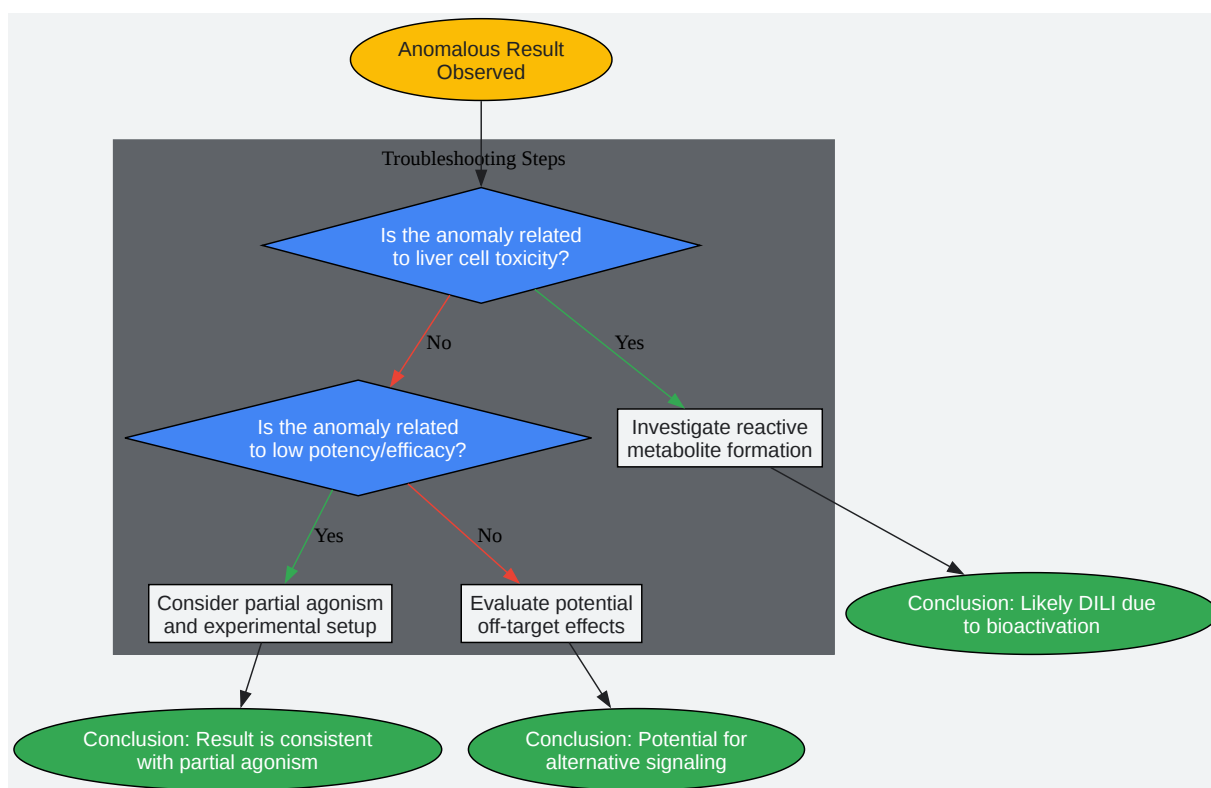 Anomalous Result
Observed
Troubleshooting Steps
Is the anomaly related
to liver cell toxicity?
No
Yes
Is the anomaly related
to low potency/efficacy?
Investigate reactive
metabolite formation
Yes
No
Consider partial agonism
and experimental setup
Evaluate potential
off-target effects
Conclusion: Likely DILI due
to bioactivation
Conclusion: Result is consistent
with partial agonism
Conclusion: Potential for
alternative signaling